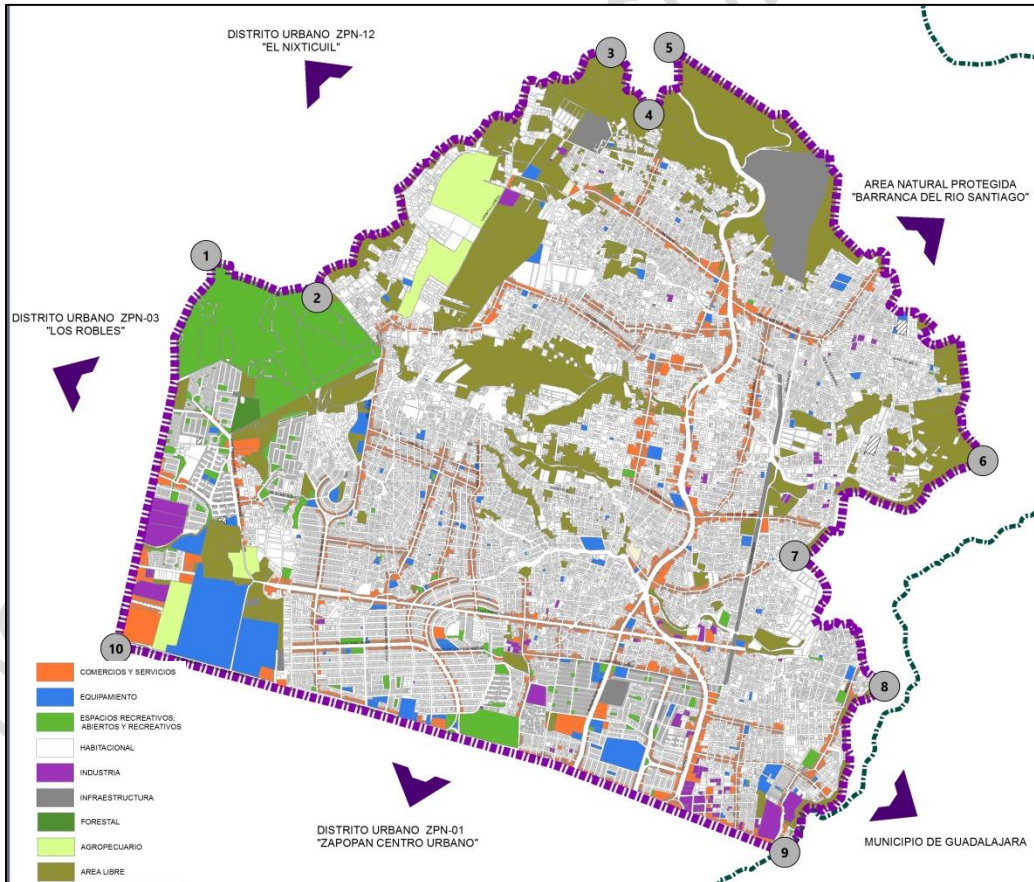 DISTRITO URBANO ZPN-12
"EL NIXTICUIL"
3
5
4
AREA NATURAL PROTEGIDA
"BARRANCA DEL RIO SANTIAGO"
1
2
DISTRITO URBANO ZPN-03
"LOS ROBLES"
6
7
10
8
COMERCIOS Y SERVICIOS
EQUIPAMIENTO
ESPACIOS RECREATIVOS;
ABIERTOS Y RECREATIVOS
HABITACIONAL
INDUSTRIA
INFRAESTRUCTURA
FORESTAL
AGROPECUARIO
AREA LIBRE
DISTRITO URBANO ZPN-01
"ZAPOPAN CENTRO URBANO"
MUNICIPIO DE GUADALAJARA
9